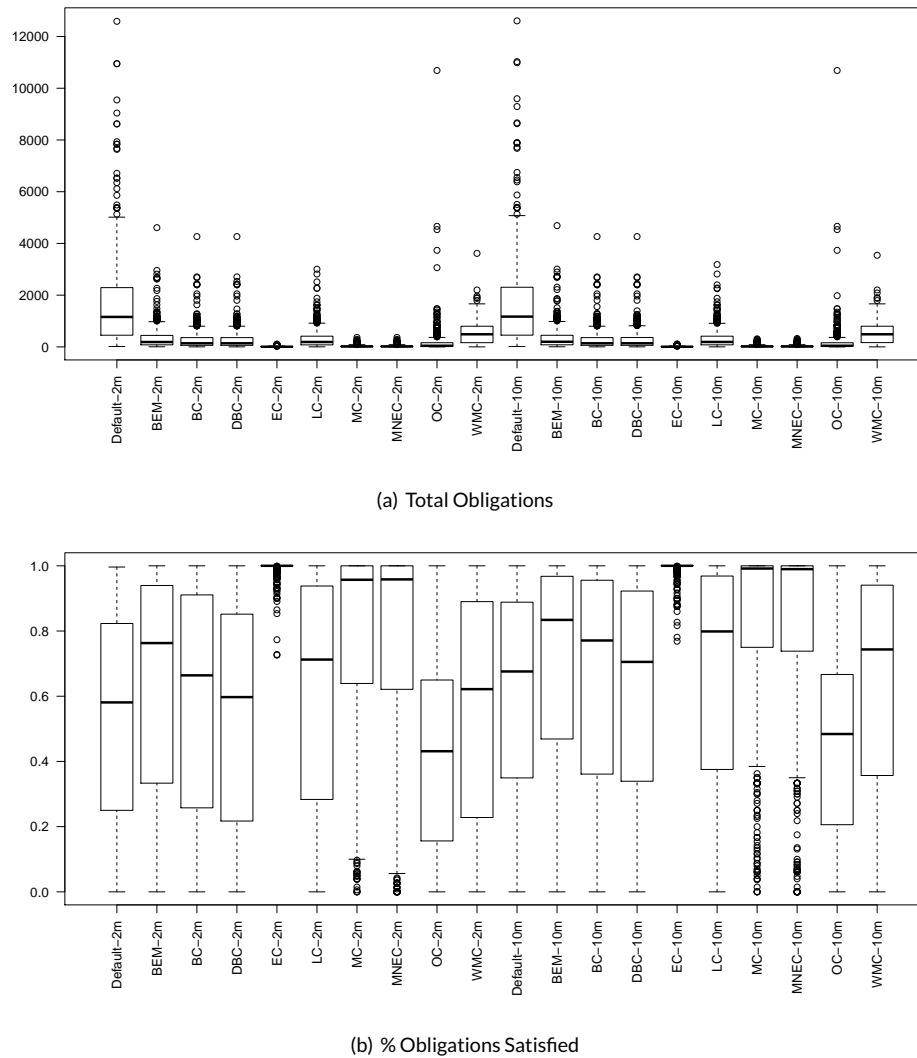 12000
10000
8000
6000
4000
2000
0
Default−2m
BEM−2m
BC−2m
DBC−2m
EC−2m
LC−2m
MC−2m
MNEC−2m
OC−2m
WMC−2m
Default−10m
BEM−10m
BC−10m
DBC−10m
EC−10m
LC−10m
MC−10m
MNEC−10m
OC−10m
WMC−10m
(a) Total Obligations
1.0
0.8
0.6
0.4
0.2
0.0
Default−2m
BEM−2m
BC−2m
DBC−2m
EC−2m
LC−2m
MC−2m
MNEC−2m
OC−2m
WMC−2m
Default−10m
BEM−10m
BC−10m
DBC−10m
EC−10m
LC−10m
MC−10m
MNEC−10m
OC−10m
WMC−10m
(b) % Obligations Satisfied